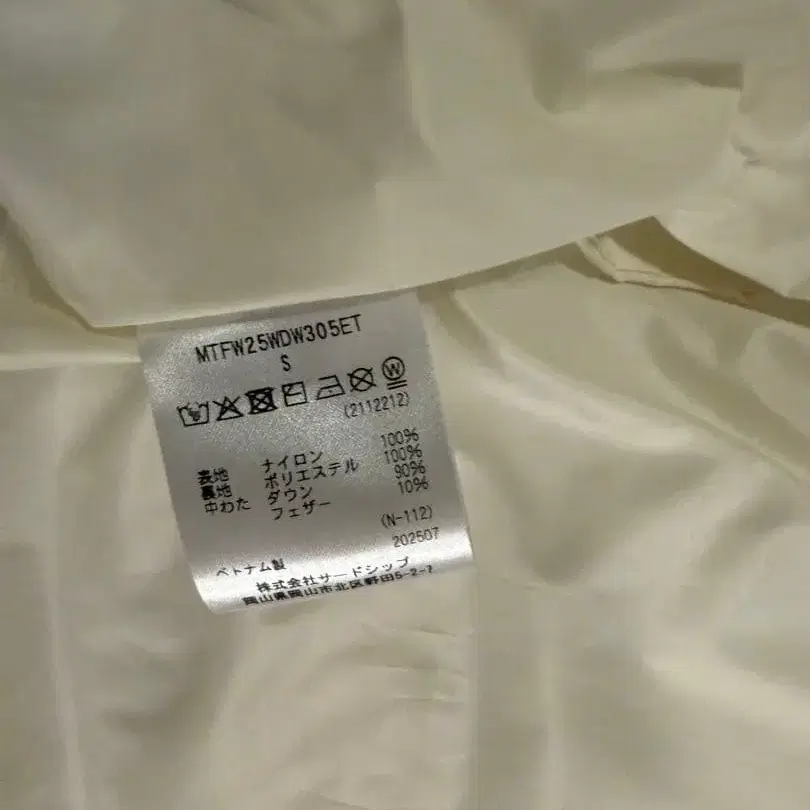 MTFW25WDW305ET
S
(2112212)
表地 ナイロン 100%
裏地 ポリエステル 100%
中わた ダウン 90%
フェザー 10%
(N-112)
202507
ベトナム製
株式会社サードシップ
岡山県岡山市北区野田5-2-7